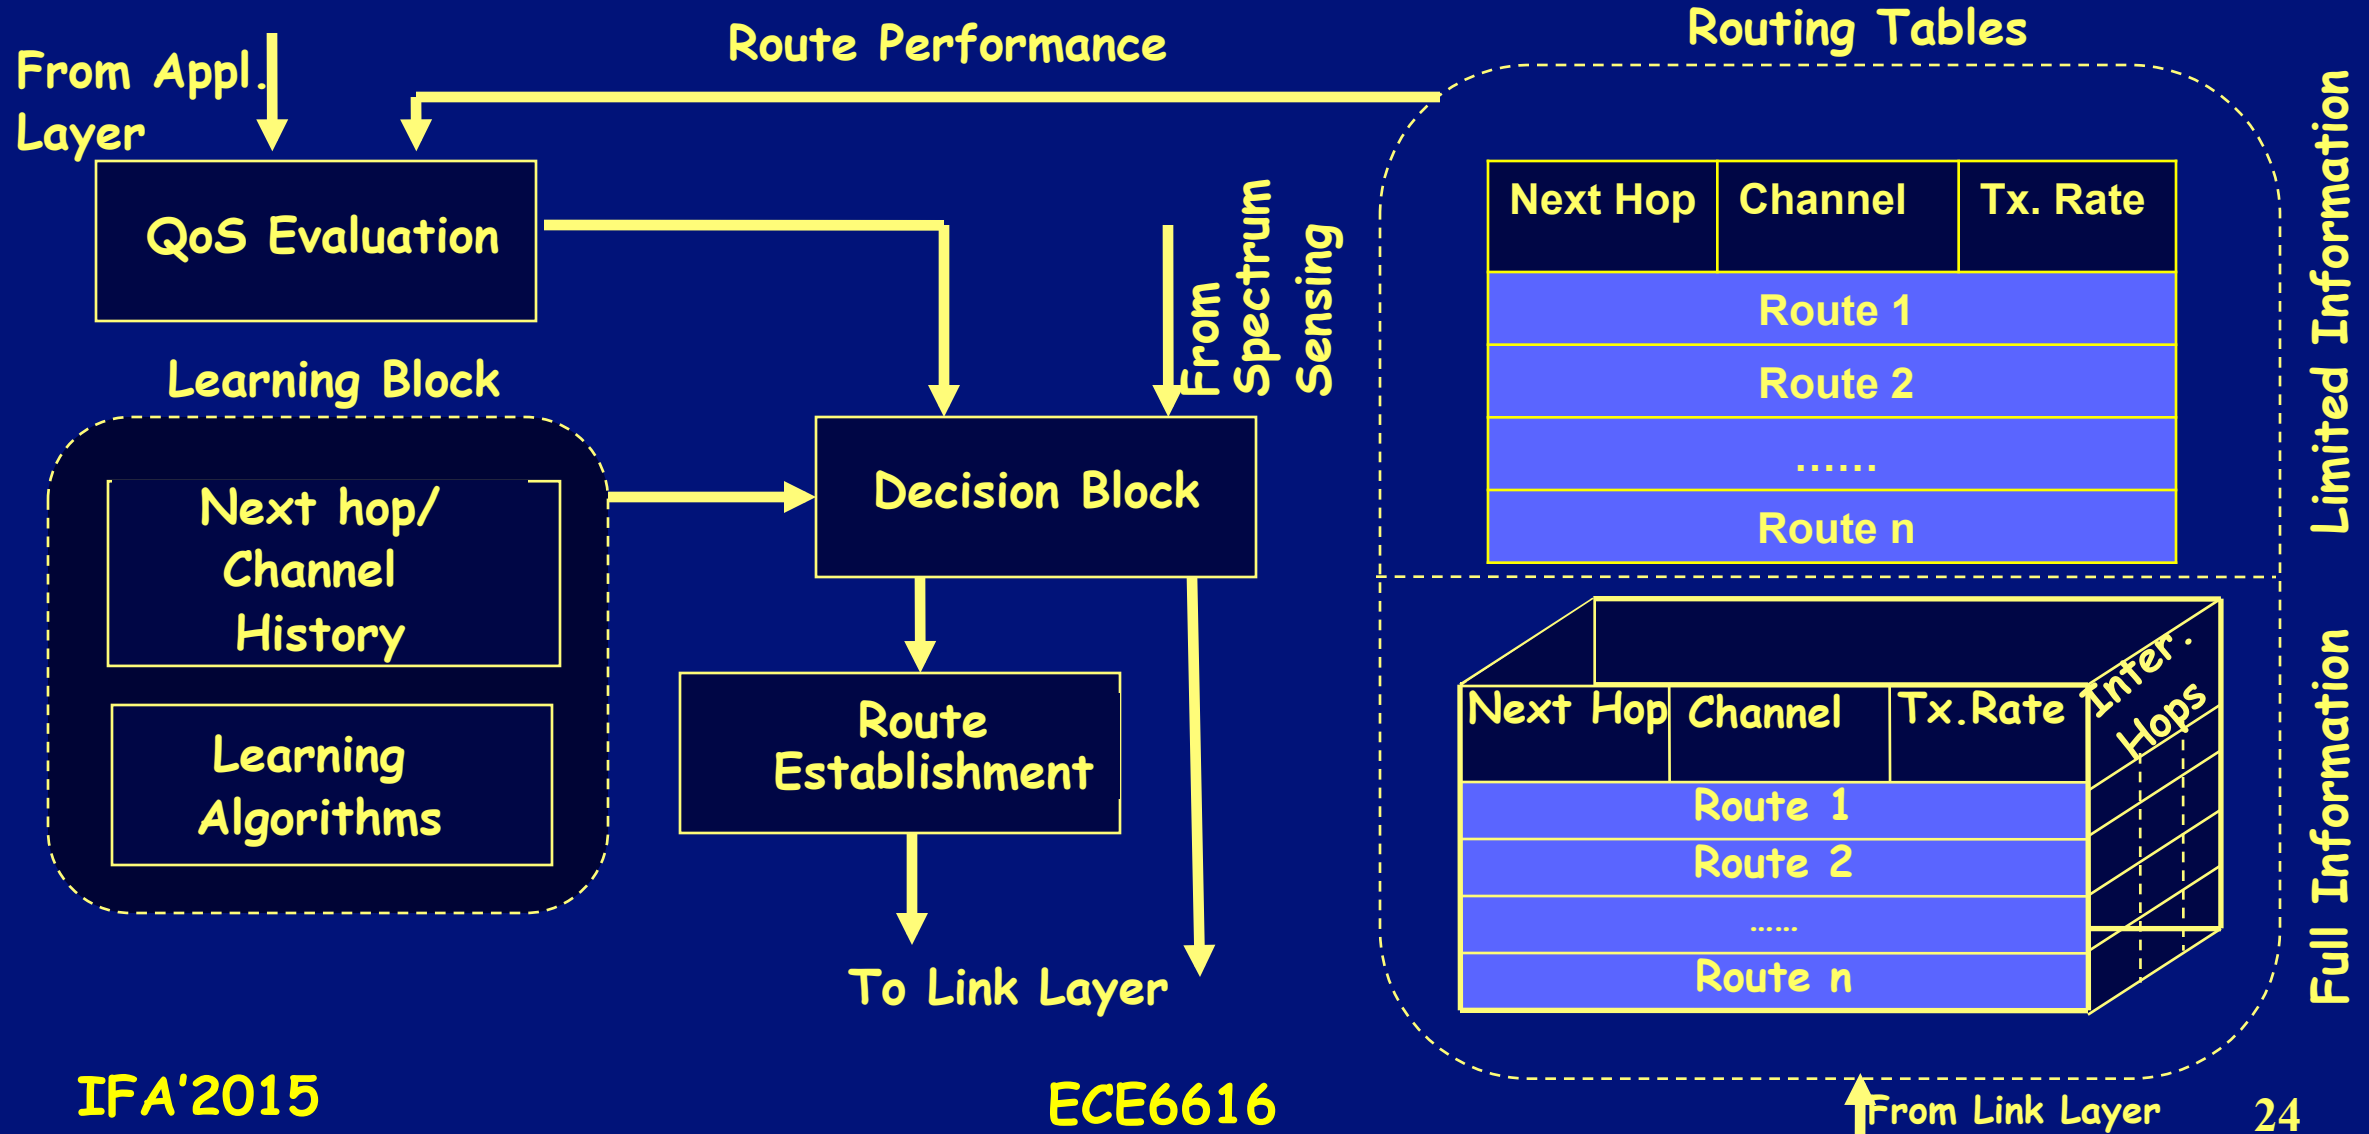 Route Performance
Routing Tables
From Appl.
Layer
QoS Evaluation
From
Spectrum
Sensing
Learning Block
Next hop/
Channel
History
Learning
Algorithms
Decision Block
Route
Establishment
To Link Layer
Next Hop Channel Tx. Rate
Route 1
Route 2
......
Route n
Limited Information
Next Hop Channel Tx.Rate
Inter.
Hops
Route 1
Route 2
......
Route n
Full Information
From Link Layer
IFA'2015
ECE6616
24